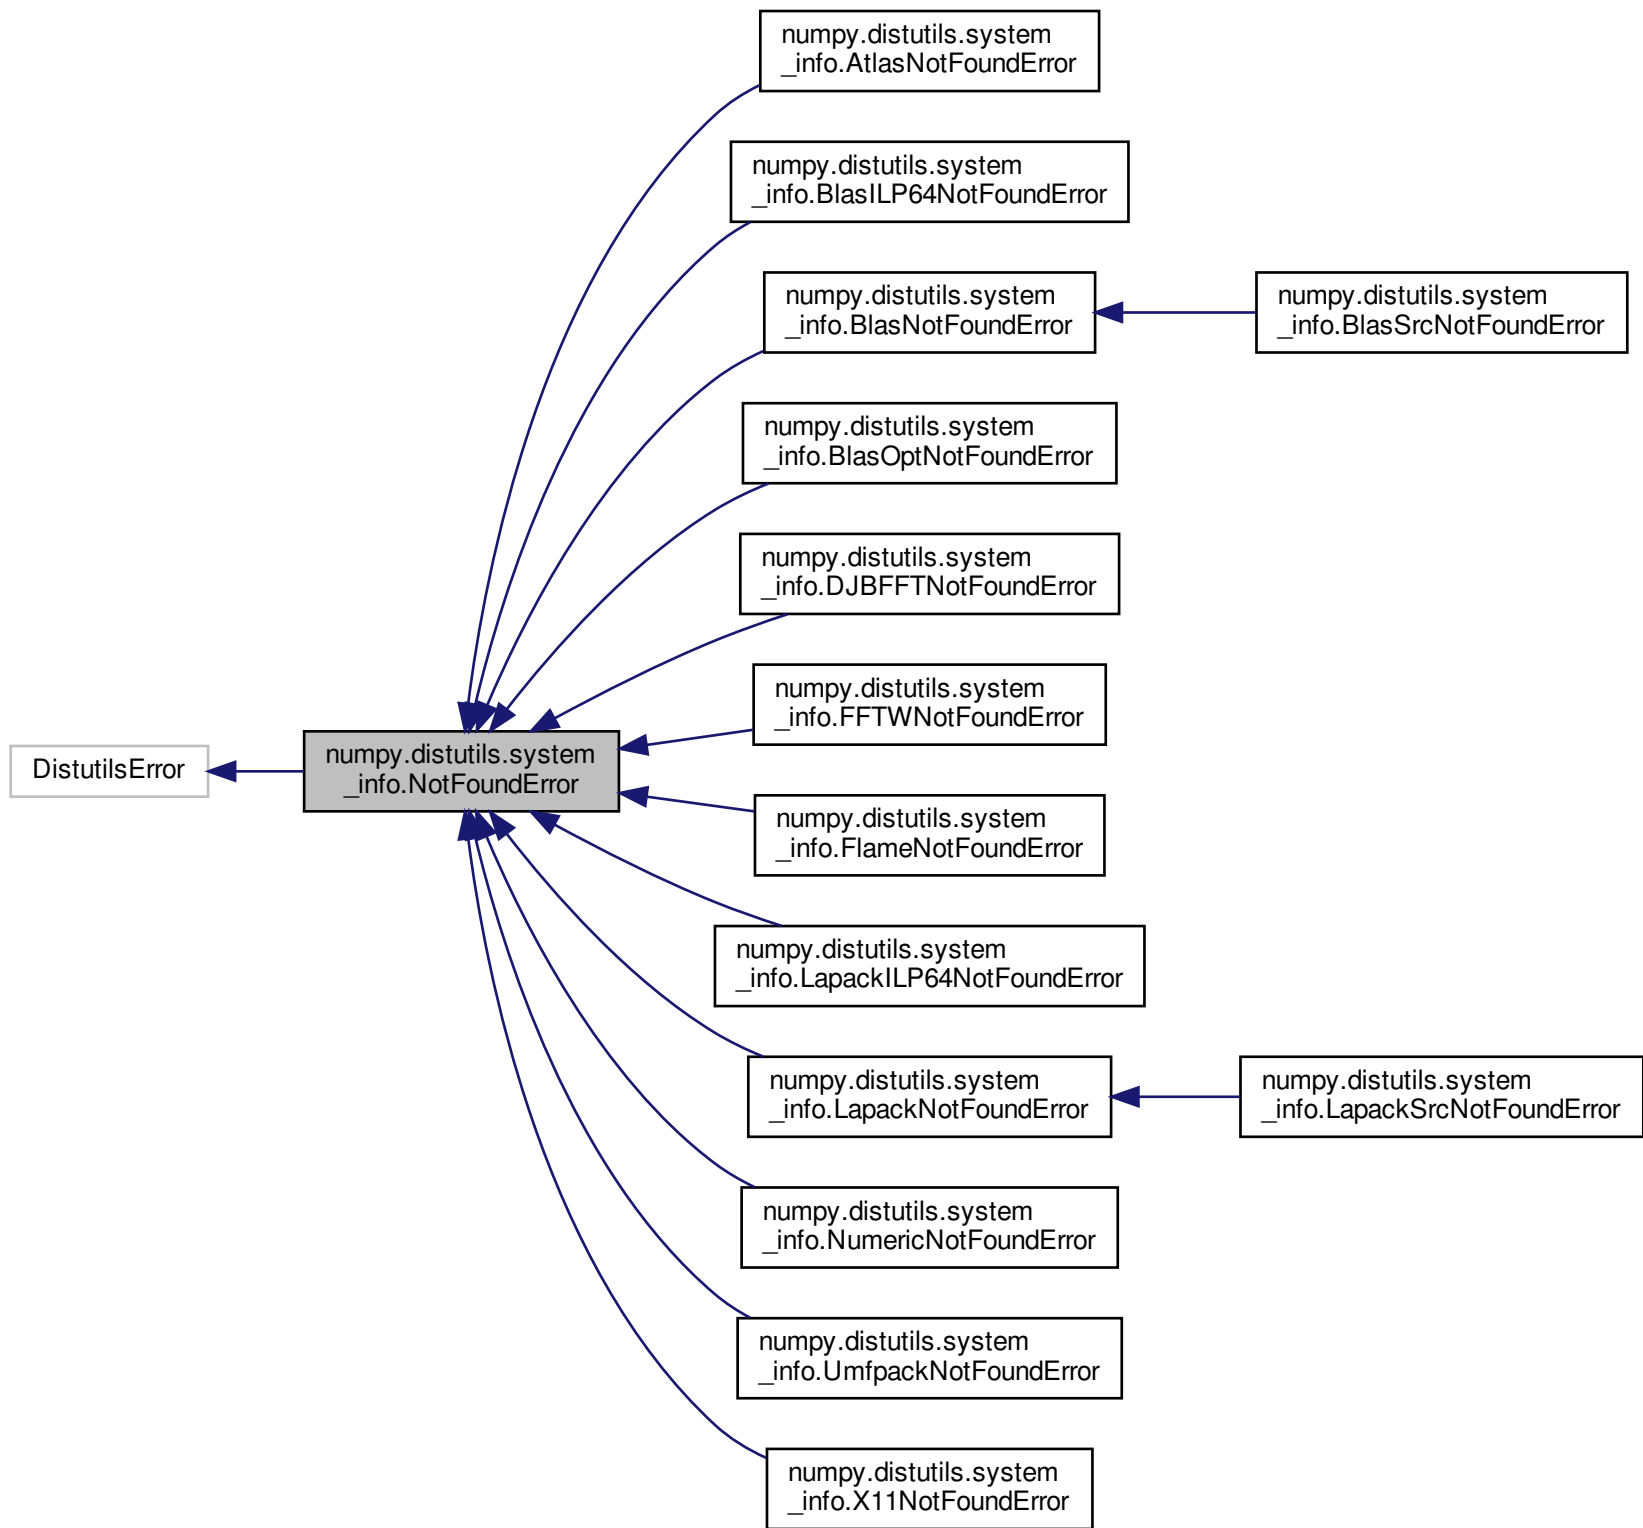 numpy.distutils.system
_info.AtlasNotFoundError
numpy.distutils.system
_info.BlasILP64NotFoundError
numpy.distutils.system
_info.BlasNotFoundError
numpy.distutils.system
_info.BlasSrcNotFoundError
numpy.distutils.system
_info.BlasOptNotFoundError
numpy.distutils.system
_info.DJBFFTNotFoundError
numpy.distutils.system
_info.FFTWNotFoundError
DistutilsError
numpy.distutils.system
_info.NotFoundError
numpy.distutils.system
_info.FlameNotFoundError
numpy.distutils.system
_info.LapackILP64NotFoundError
numpy.distutils.system
_info.LapackNotFoundError
numpy.distutils.system
_info.LapackSrcNotFoundError
numpy.distutils.system
_info.NumericNotFoundError
numpy.distutils.system
_info.UmfpackNotFoundError
numpy.distutils.system
_info.X11NotFoundError